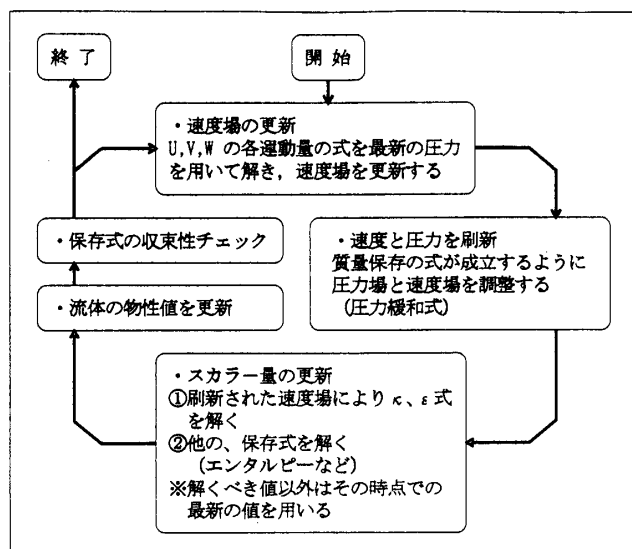 終 了
開 始
・速度場の更新
U,V,W の各運動量の式を最新の圧力
を用いて解き，速度場を更新する
・保存式の収束性チェック
・速度と圧力を刷新
質量保存の式が成立するように
圧力場と速度場を調整する
(圧力緩和式)
・流体の物性値を更新
・スカラー量の更新
①刷新された速度場により κ、ε 式
を解く
②他の、保存式を解く
(エンタルピーなど)
※解くべき値以外はその時点での
最新の値を用いる